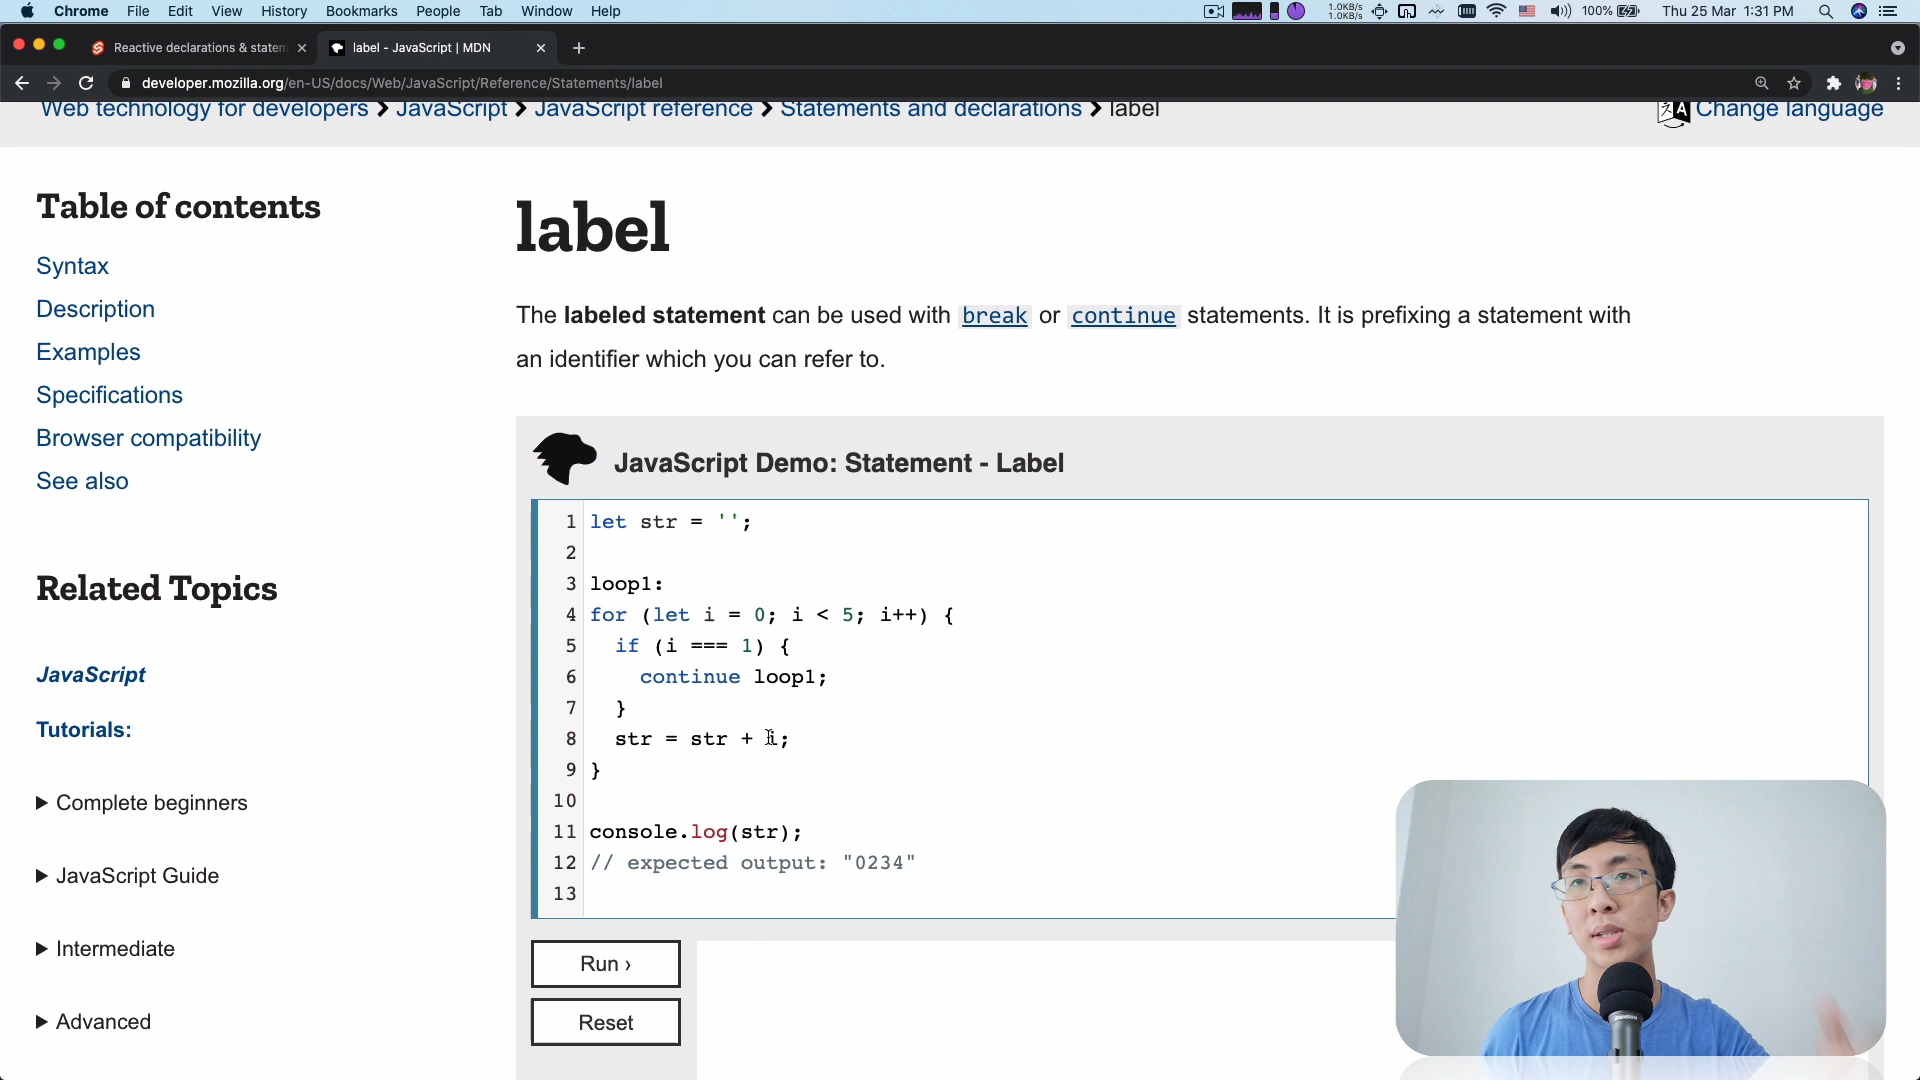 Chrome File Edit View History Bookmarks People Tab Window Help
1.0KB/s
1.0KB/s
100%
Thu 25 Mar 1:31 PM
Reactive declarations & statem
label - JavaScript | MDN
developer.mozilla.org/en-US/docs/Web/JavaScript/Reference/Statements/label
Web technology for developers > JavaScript > JavaScript reference > Statements and declarations > label
Change language
Table of contents
Syntax
Description
Examples
Specifications
Browser compatibility
See also
Related Topics
JavaScript
Tutorials:
Complete beginners
JavaScript Guide
Intermediate
Advanced
label
The labeled statement can be used with break or continue statements. It is prefixing a statement with
an identifier which you can refer to.
JavaScript Demo: Statement - Label
1 let str = '';
2
3 loop1:
4 for (let i = 0; i < 5; i++) {
5 if (i === 1) {
6 continue loop1;
7 }
8 str = str + i;
9 }
10
11 console.log(str);
12 // expected output: "0234"
13
Run ›
Reset
SAMSON